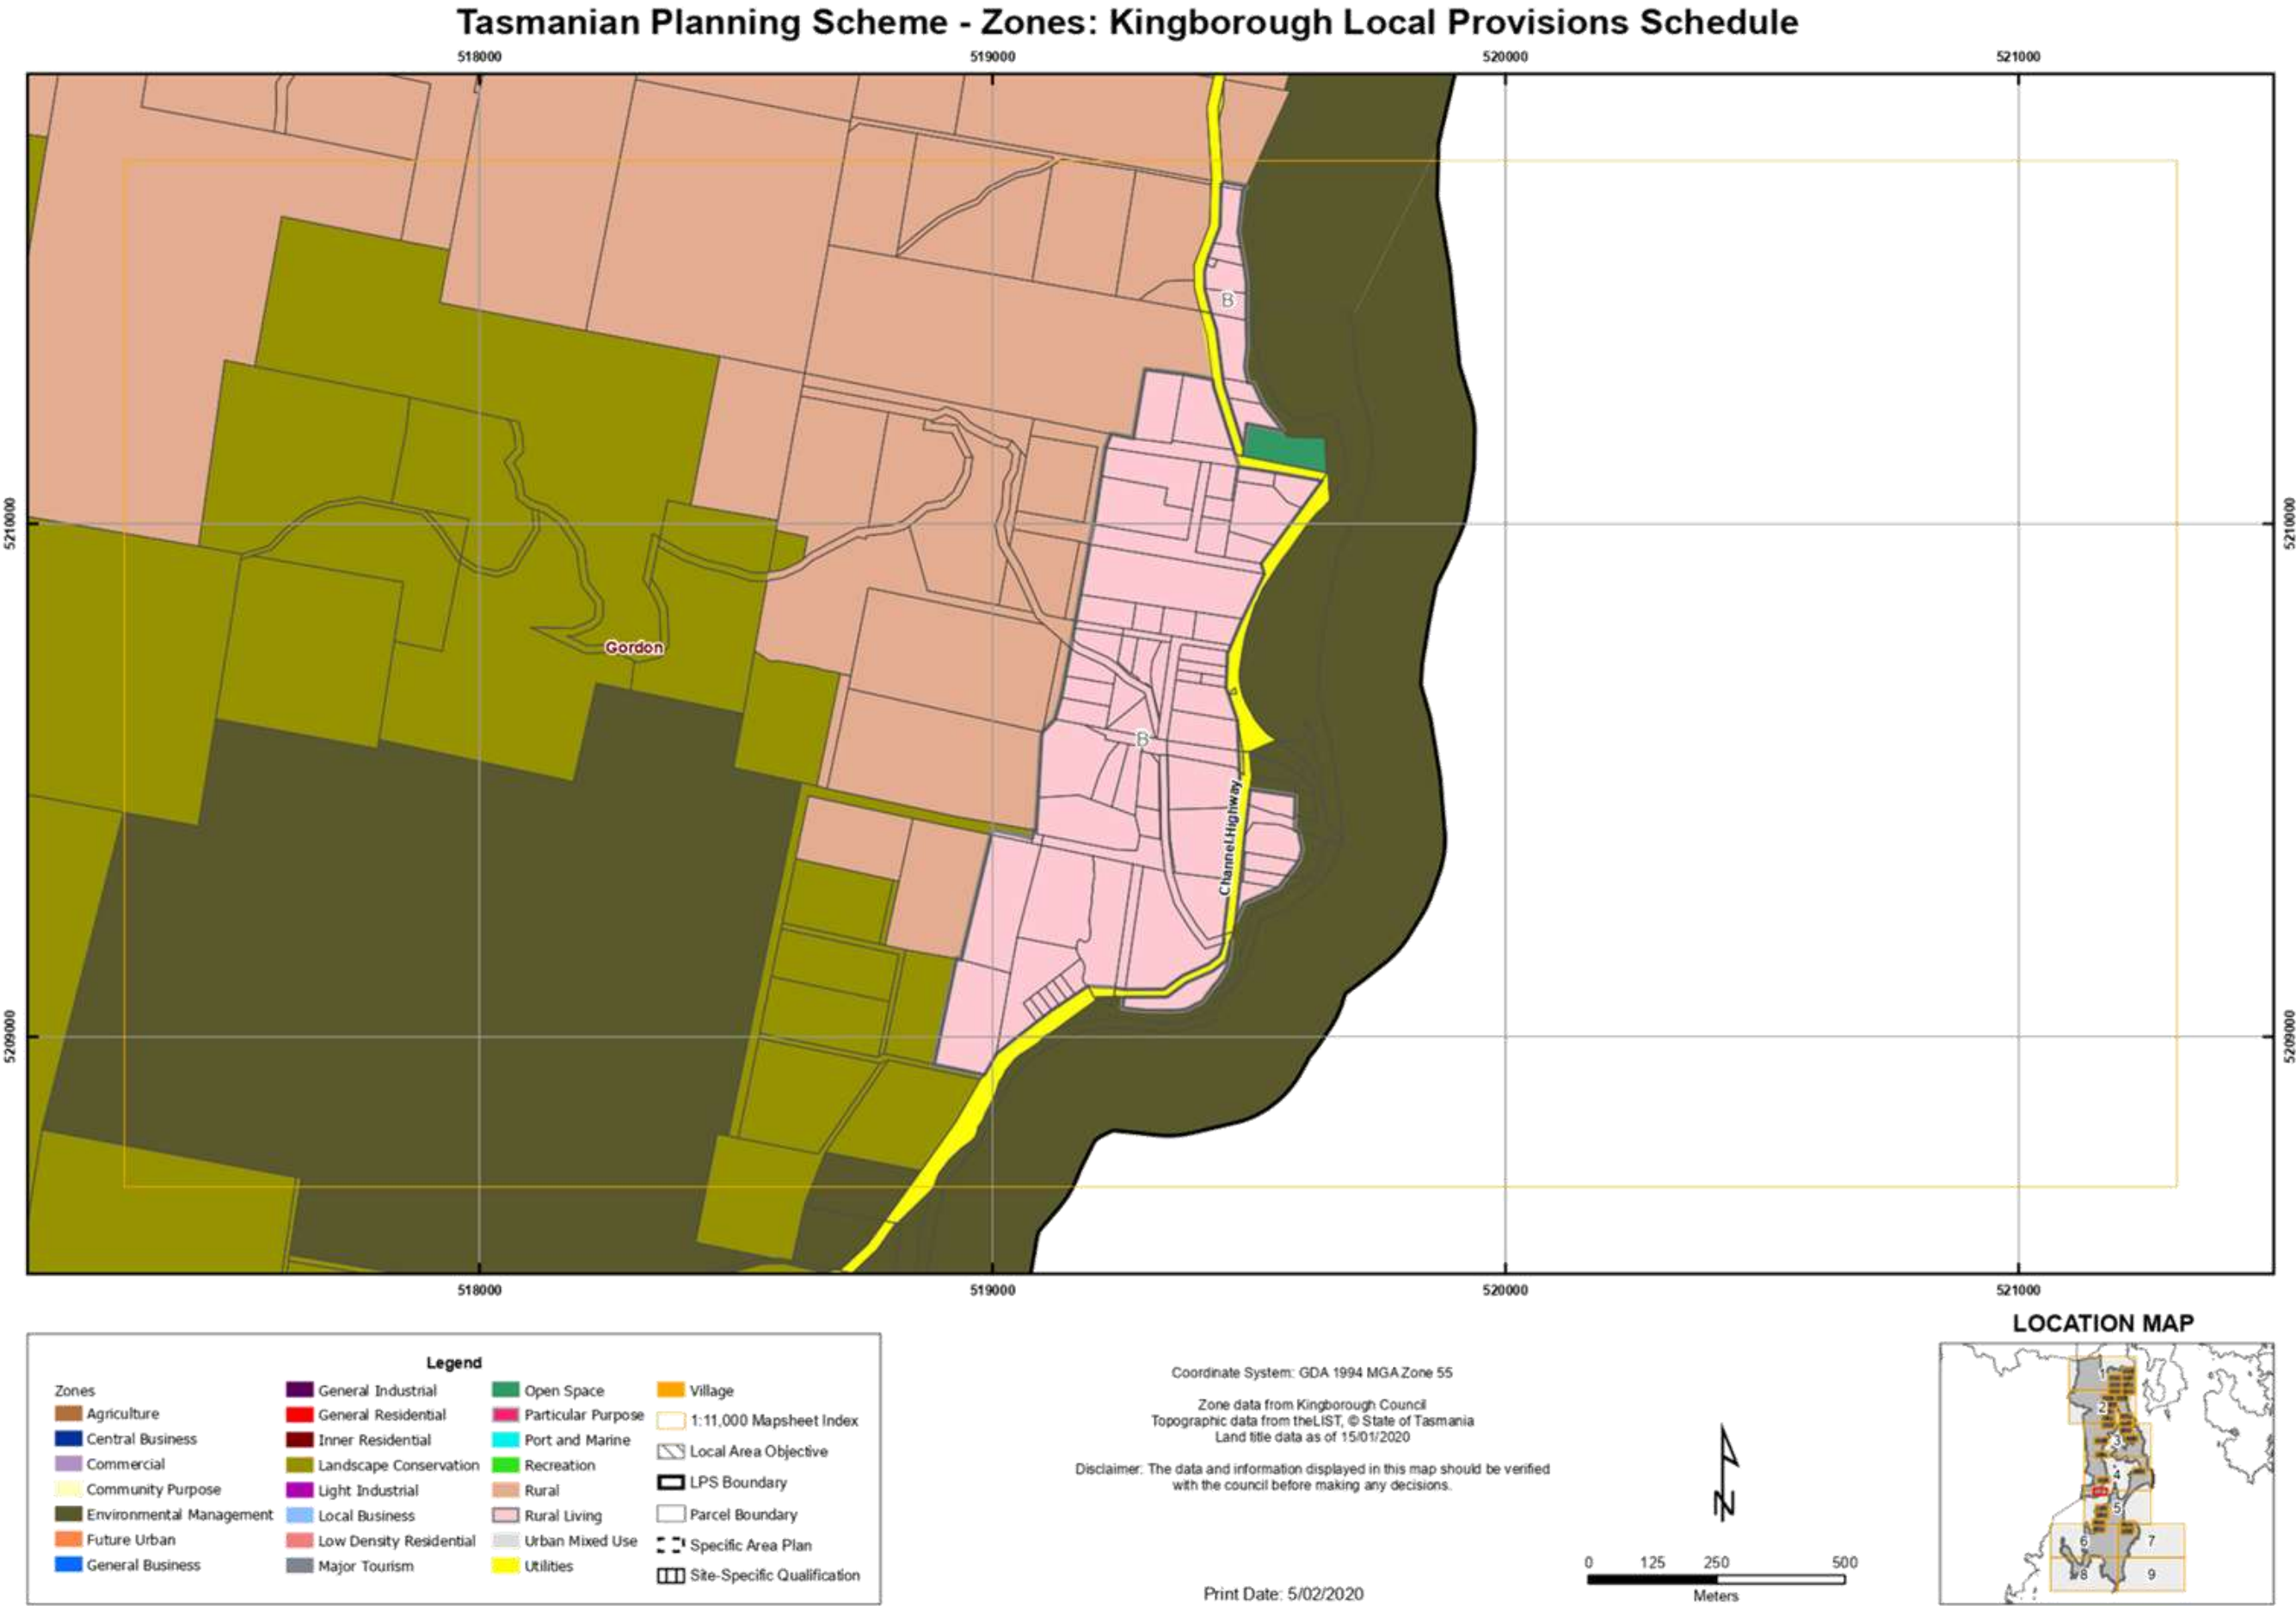 Tasmanian Planning Scheme - Zones: Kingborough Local Provisions Schedule
518000 519000 520000 521000
5210000 5210000
5209000 5209000
B
Gordon
B
Channel Highway
518000 519000 520000 521000
Legend
Zones
Agriculture
Central Business
Commercial
Community Purpose
Environmental Management
Future Urban
General Business
General Industrial
General Residential
Inner Residential
Landscape Conservation
Light Industrial
Local Business
Low Density Residential
Major Tourism
Open Space
Particular Purpose
Port and Marine
Recreation
Rural
Rural Living
Urban Mixed Use
Utilities
Village
1:11,000 Mapsheet Index
Local Area Objective
LPS Boundary
Parcel Boundary
Specific Area Plan
Site-Specific Qualification
Coordinate System: GDA 1994 MGA Zone 55
Zone data from Kingborough Council
Topographic data from theLIST, © State of Tasmania
Land title data as of 15/01/2020
Disclaimer: The data and information displayed in this map should be verified
with the council before making any decisions.
Print Date: 5/02/2020
N
0 125 250 500
Meters
LOCATION MAP
1
2
3
4
5
6 7
8 9